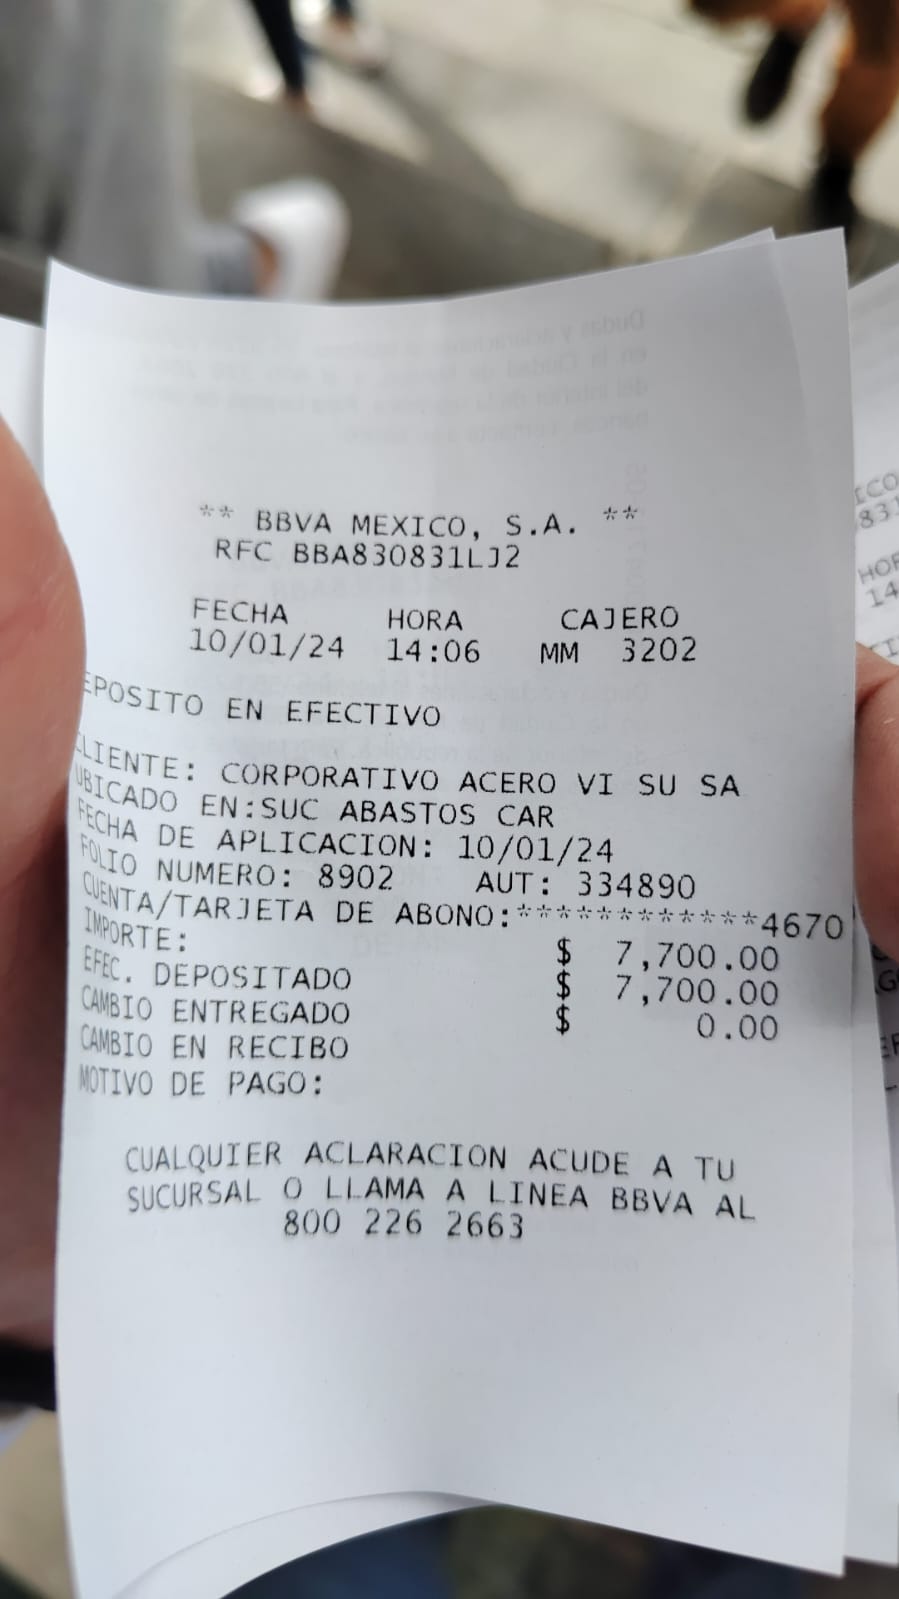 ** BBVA MEXICO, S.A. **
RFC BBA830831LJ2
FECHA HORA CAJERO
10/01/24 14:06 MM 3202
EPOSITO EN EFECTIVO
CLIENTE: CORPORATIVO ACERO VI SU SA
UBICADO EN:SUC ABASTOS CAR
FECHA DE APLICACION: 10/01/24
FOLIO NUMERO: 8902 AUT: 334890
CUENTA/TARJETA DE ABONO:************4670
IMPORTE: $ 7,700.00
EFEC. DEPOSITADO $ 7,700.00
CAMBIO ENTREGADO $ 0.00
CAMBIO EN RECIBO
MOTIVO DE PAGO:
CUALQUIER ACLARACION ACUDE A TU
SUCURSAL O LLAMA A LINEA BBVA AL
800 226 2663